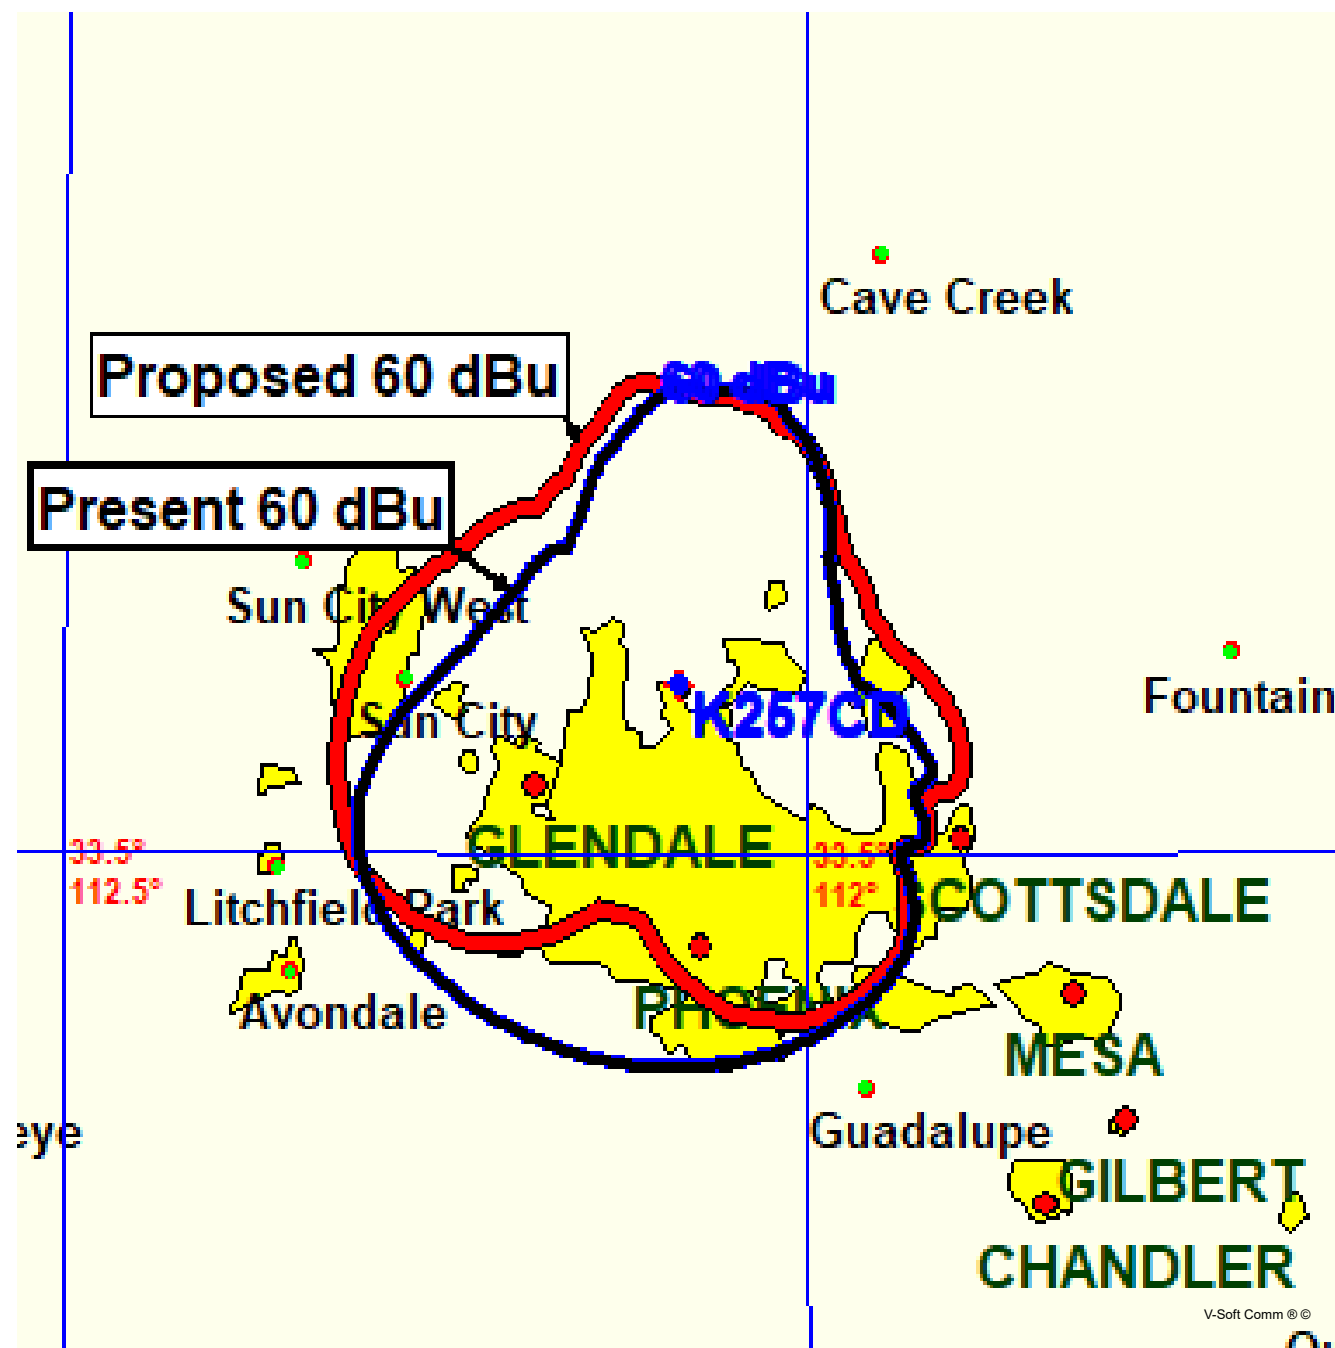 Cave Creek
Proposed 60 dBu
60 dBu
Present 60 dBu
Sun City West
Fountain
Sun City
K257CD
GLENDALE
33.5°
33.5°
112.5°
112°
Litchfield Park
SCOTTSDALE
Avondale
PHOENIX
MESA
eye
Guadalupe
GILBERT
CHANDLER
V-Soft Comm ® ©